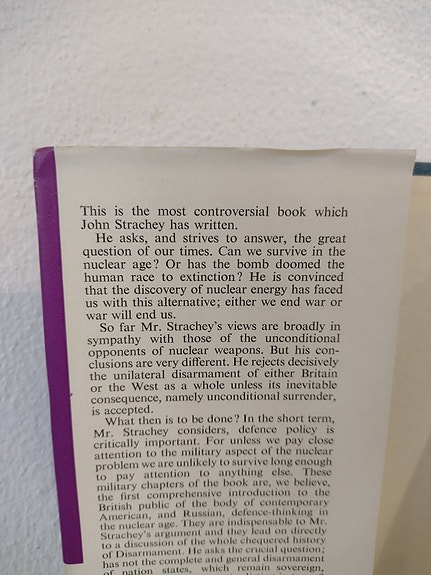 This is the most controversial book which
John Strachey has written.
He asks, and strives to answer, the great
question of our times. Can we survive in the
nuclear age? Or has the bomb doomed the
human race to extinction? He is convinced
that the discovery of nuclear energy has faced
us with this alternative; either we end war or
war will end us.
So far Mr. Strachey's views are broadly in
sympathy with those of the unconditional
opponents of nuclear weapons. But his con-
clusions are very different. He rejects decisively
the unilateral disarmament of either Britain
or the West as a whole unless its inevitable
consequence, namely unconditional surrender,
is accepted.
What then is to be done? In the short term,
Mr. Strachey considers, defence policy is
critically important. For unless we pay close
attention to the military aspect of the nuclear
problem we are unlikely to survive long enough
to pay attention to anything else. These
military chapters of the book are, we believe,
the first comprehensive introduction to the
British public of the body of contemporary
American, and Russian, defence-thinking in
the nuclear age. They are indispensable to Mr.
Strachey's argument and they lead on directly
to a discussion of the whole chequered history
of Disarmament. He asks the crucial question;
has not the complete and general disarmament
of nation states, which remain sovereign,